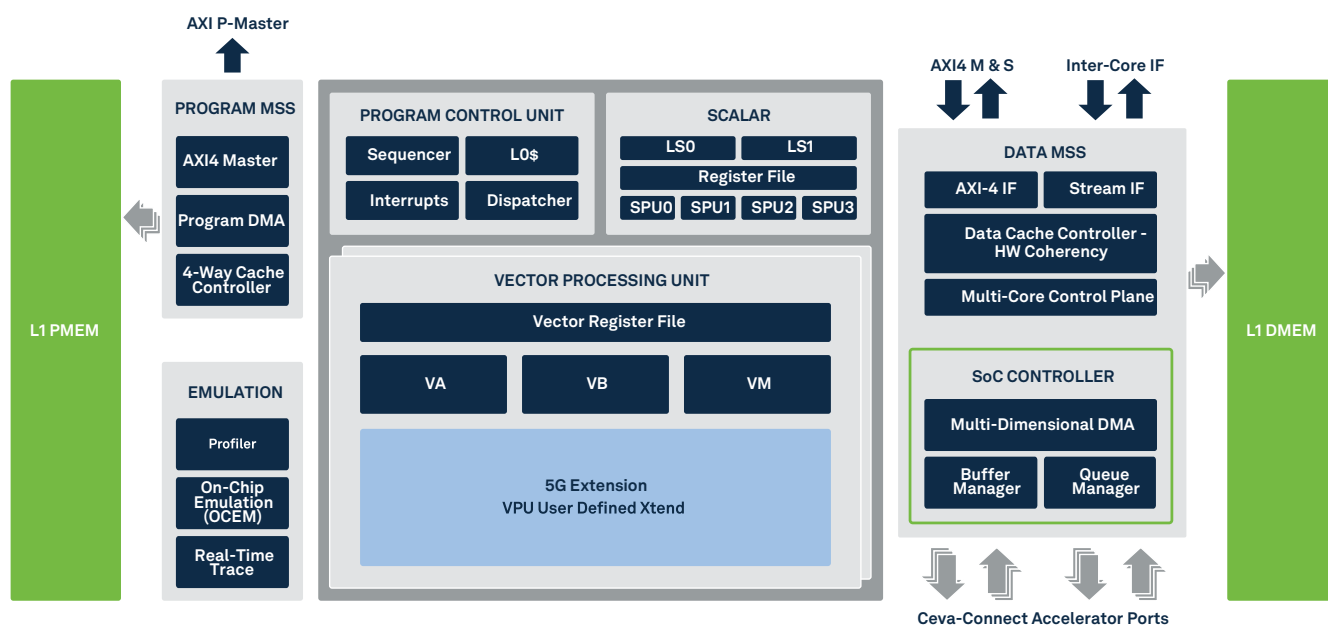 AXI P-Master
L1 PMEM
PROGRAM MSS
AXI4 Master
Program DMA
4-Way Cache
Controller
EMULATION
Profiler
On-Chip
Emulation
(OCEM)
Real-Time
Trace
PROGRAM CONTROL UNIT
Sequencer
L0$
Interrupts
Dispatcher
SCALAR
LS0
LS1
Register File
SPU0
SPU1
SPU2
SPU3
VECTOR PROCESSING UNIT
Vector Register File
VA
VB
VM
5G Extension
VPU User Defined Xtend
AXI4 M & S
Inter-Core IF
DATA MSS
AXI-4 IF
Stream IF
Data Cache Controller -
HW Coherency
Multi-Core Control Plane
SoC CONTROLLER
Multi-Dimensional DMA
Buffer
Manager
Queue
Manager
Ceva-Connect Accelerator Ports
L1 DMEM